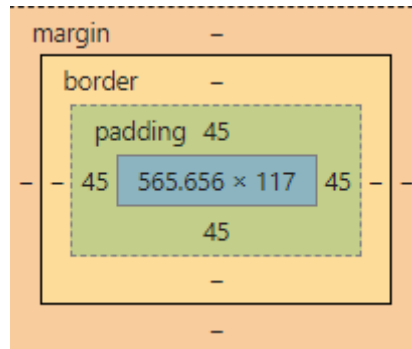 margin –
border –
padding 45
– – 45 565.656 × 117 45 – –
45
–
–